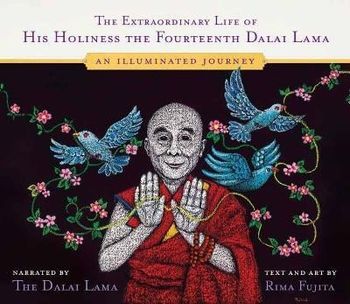 The Extraordinary Life of
His Holiness the Fourteenth Dalai Lama
AN ILLUMINATED JOURNEY
NARRATED BY
The Dalai Lama
TEXT AND ART BY
Rima Fujita